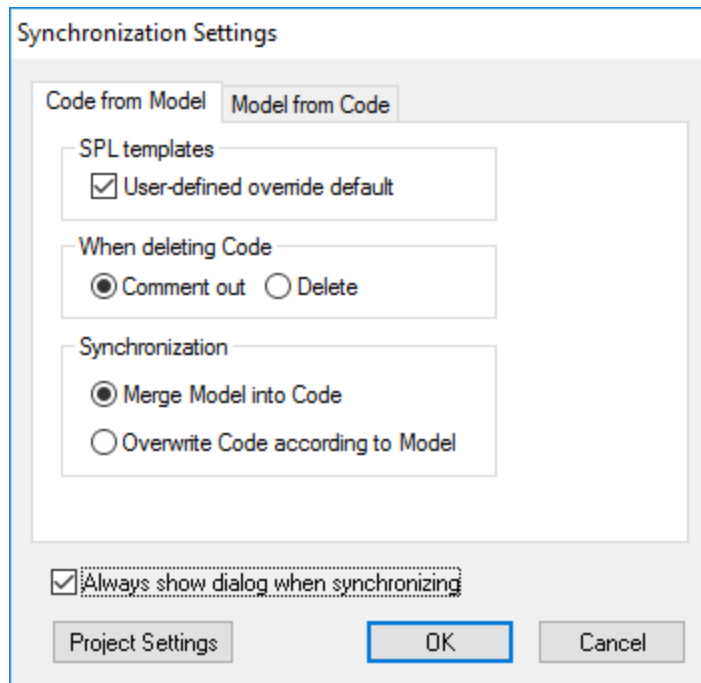 Synchronization Settings
Code from Model Model from Code
SPL templates
User-defined override default
When deleting Code
Comment out Delete
Synchronization
Merge Model into Code
Overwrite Code according to Model
Always show dialog when synchronizing
Project Settings OK Cancel